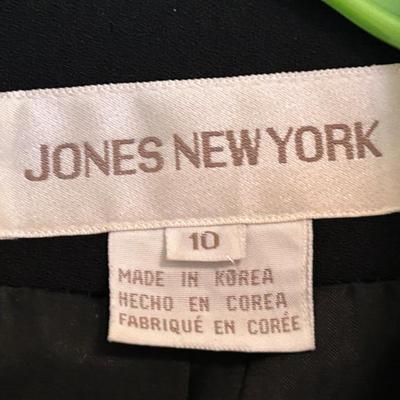 JONES NEW YORK
10
MADE IN KOREA
HECHO EN COREA
FABRIQUÉ EN CORÉE